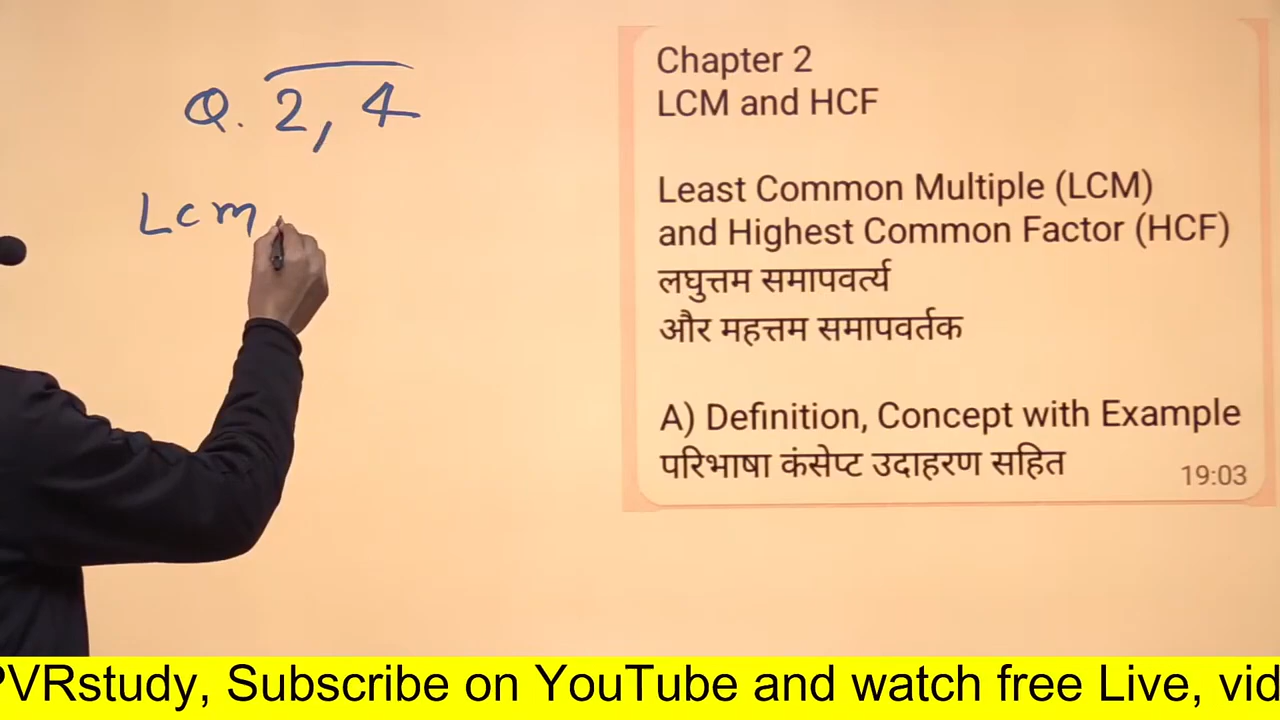 Q. 2, 4
Lcm
Chapter 2
LCM and HCF
Least Common Multiple (LCM)
and Highest Common Factor (HCF)
लघुत्तम समापवर्त्य
और महत्तम समापवर्तक
A) Definition, Concept with Example
परिभाषा कंसेप्ट उदाहरण सहित
19:03
PVRstudy, Subscribe on YouTube and watch free Live, vid